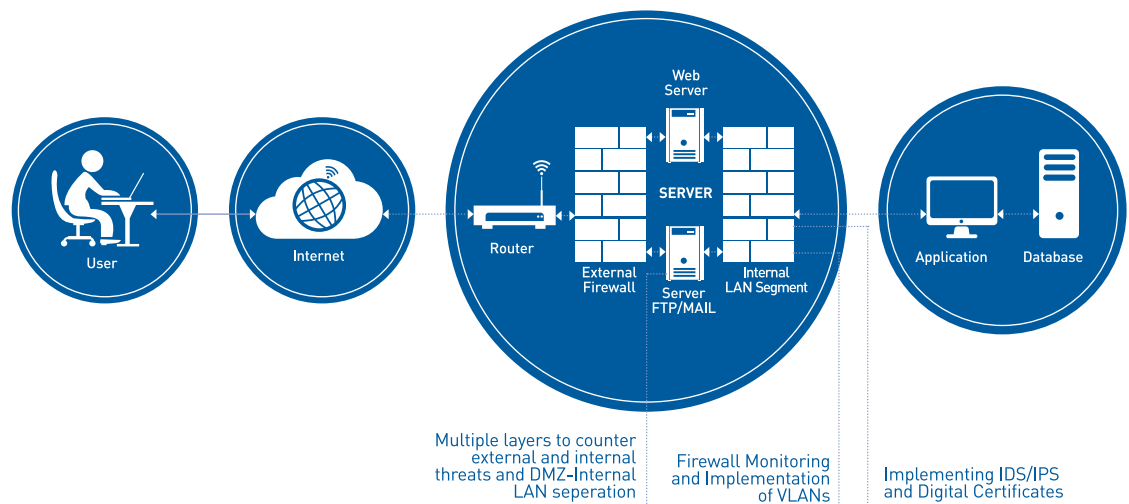 User
Internet
Router
External
Firewall
Web
Server
SERVER
Server
FTP/MAIL
Internal
LAN Segment
Application
Database
Multiple layers to counter
external and internal
threats and DMZ-Internal
LAN seperation
Firewall Monitoring
and Implementation
of VLANs
Implementing IDS/IPS
and Digital Certificates